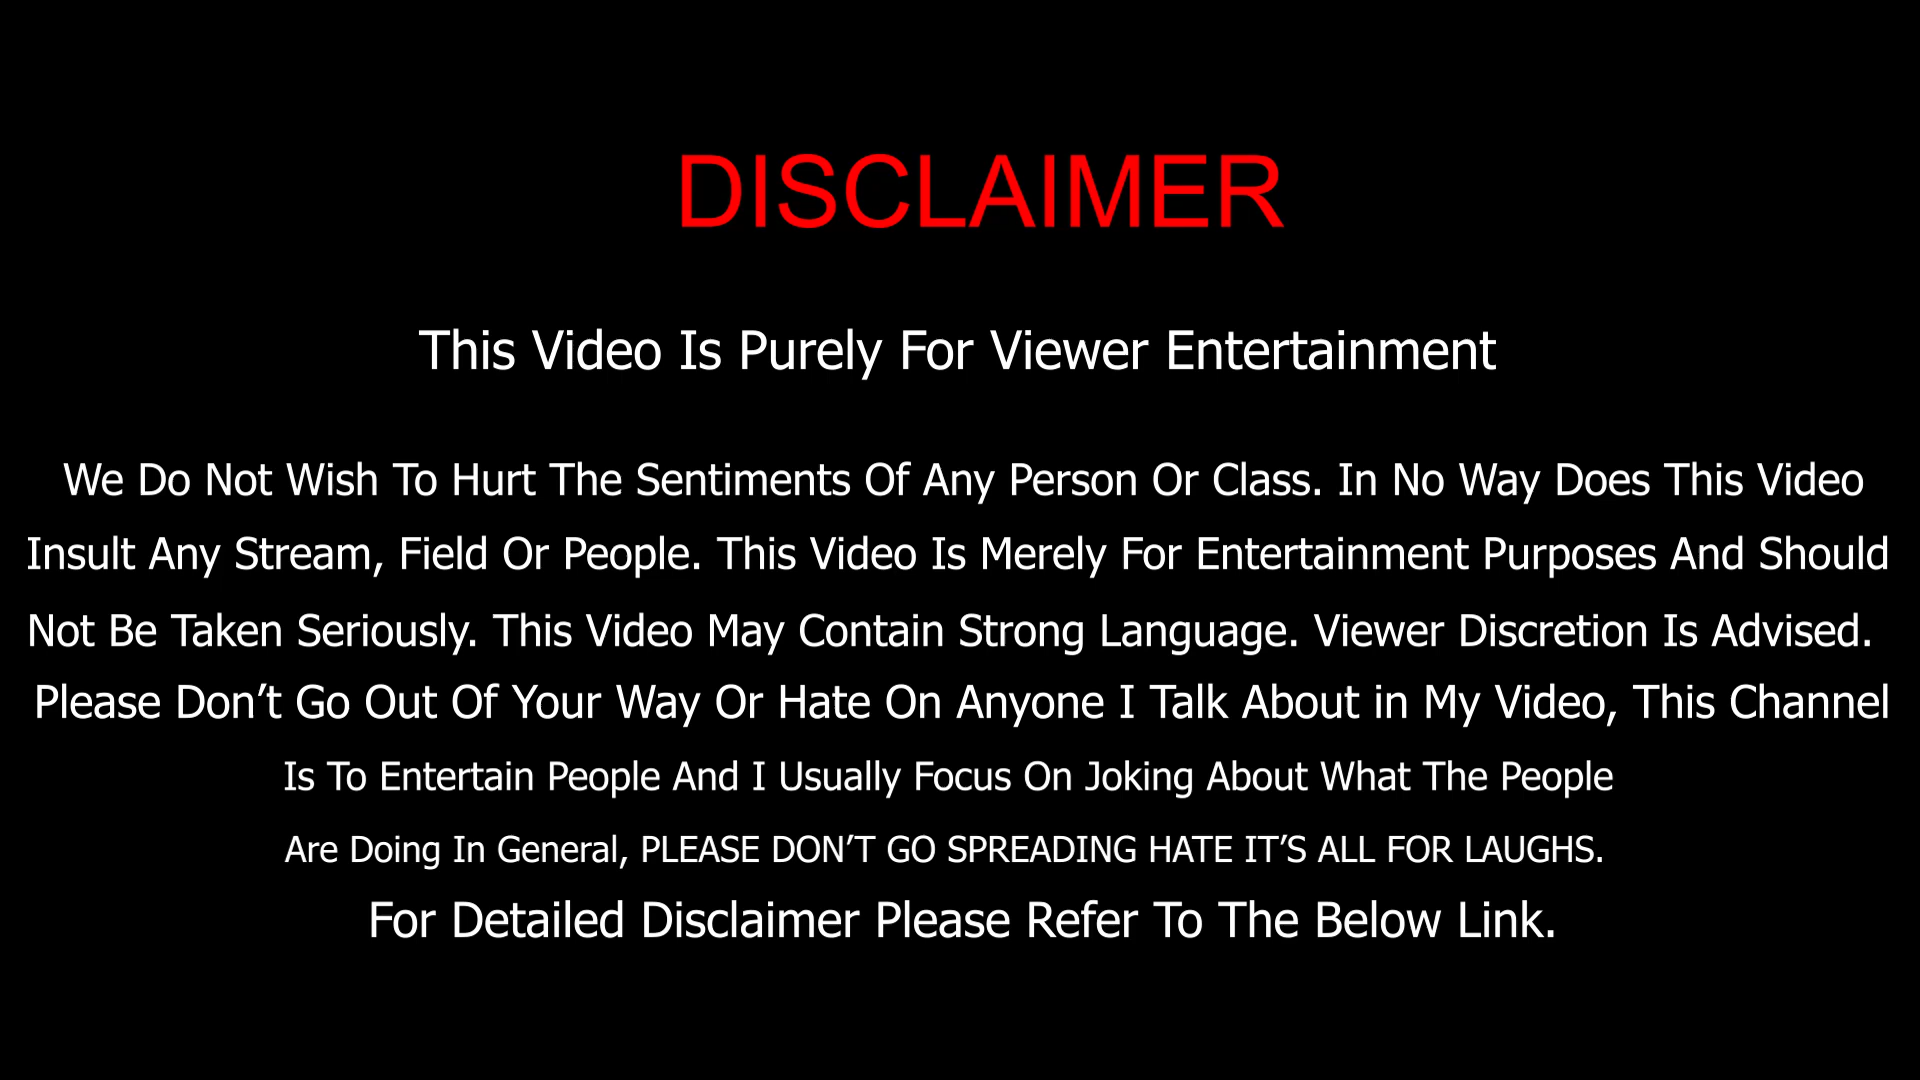 DISCLAIMER
This Video Is Purely For Viewer Entertainment
We Do Not Wish To Hurt The Sentiments Of Any Person Or Class. In No Way Does This Video
Insult Any Stream, Field Or People. This Video Is Merely For Entertainment Purposes And Should
Not Be Taken Seriously. This Video May Contain Strong Language. Viewer Discretion Is Advised.
Please Don’t Go Out Of Your Way Or Hate On Anyone I Talk About in My Video, This Channel
Is To Entertain People And I Usually Focus On Joking About What The People
Are Doing In General, PLEASE DON’T GO SPREADING HATE IT’S ALL FOR LAUGHS.
For Detailed Disclaimer Please Refer To The Below Link.